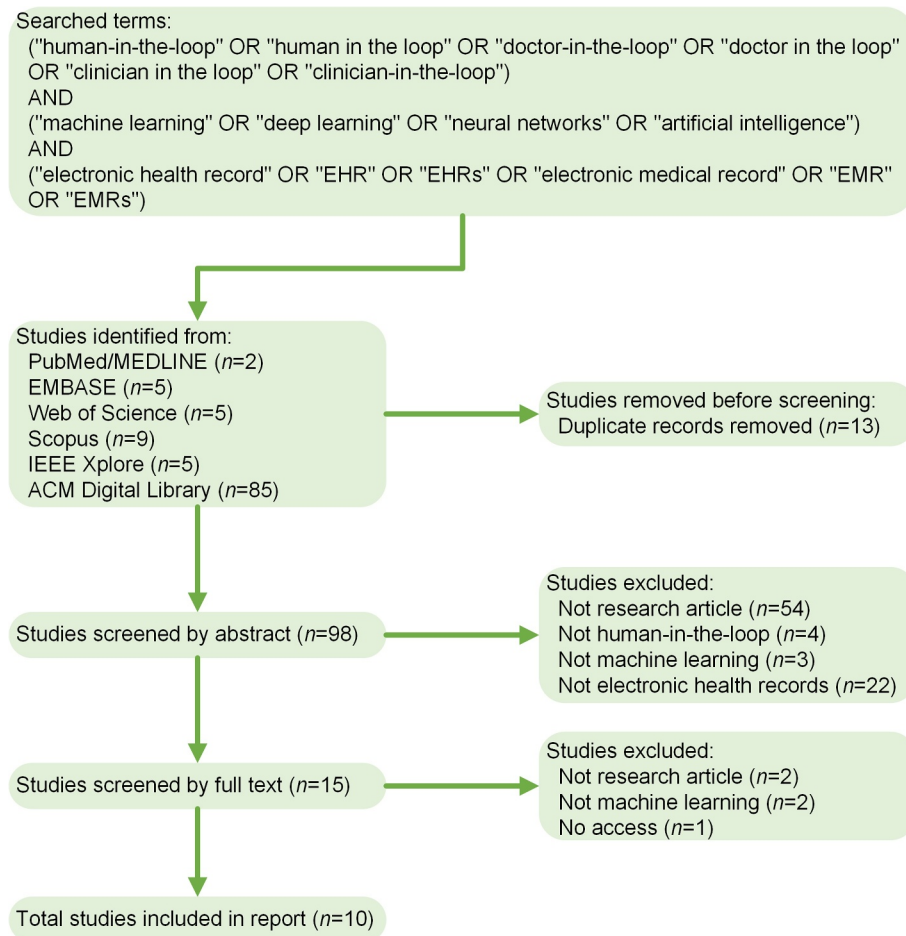 Searched terms:
("human-in-the-loop" OR "human in the loop" OR "doctor-in-the-loop" OR "doctor in the loop"
OR "clinician in the loop" OR "clinician-in-the-loop")
AND
("machine learning" OR "deep learning" OR "neural networks" OR "artificial intelligence")
AND
("electronic health record" OR "EHR" OR "EHRs" OR "electronic medical record" OR "EMR"
OR "EMRs")
Studies identified from:
PubMed/MEDLINE (n=2)
EMBASE (n=5)
Web of Science (n=5)
Scopus (n=9)
IEEE Xplore (n=5)
ACM Digital Library (n=85)
Studies removed before screening:
Duplicate records removed (n=13)
Studies screened by abstract (n=98)
Studies excluded:
Not research article (n=54)
Not human-in-the-loop (n=4)
Not machine learning (n=3)
Not electronic health records (n=22)
Studies screened by full text (n=15)
Studies excluded:
Not research article (n=2)
Not machine learning (n=2)
No access (n=1)
Total studies included in report (n=10)